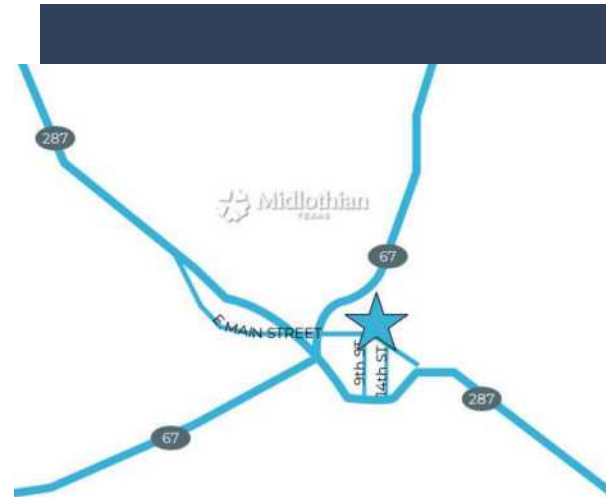 287
Midlothian
TEXAS
67
E MAIN STREET
9th ST
14th ST
287
67